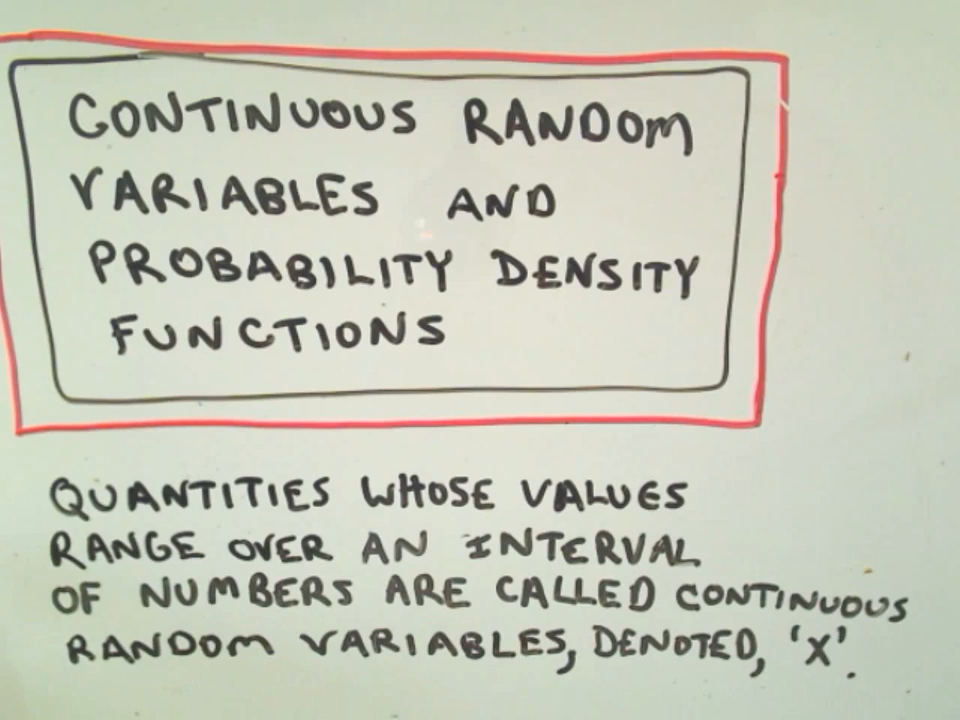 CONTINUOUS RANDOM
VARIABLES AND
PROBABILITY DENSITY
FUNCTIONS
QUANTITIES WHOSE VALUES
RANGE OVER AN INTERVAL
OF NUMBERS ARE CALLED CONTINUOUS
RANDOM VARIABLES, DENOTED, 'X'.